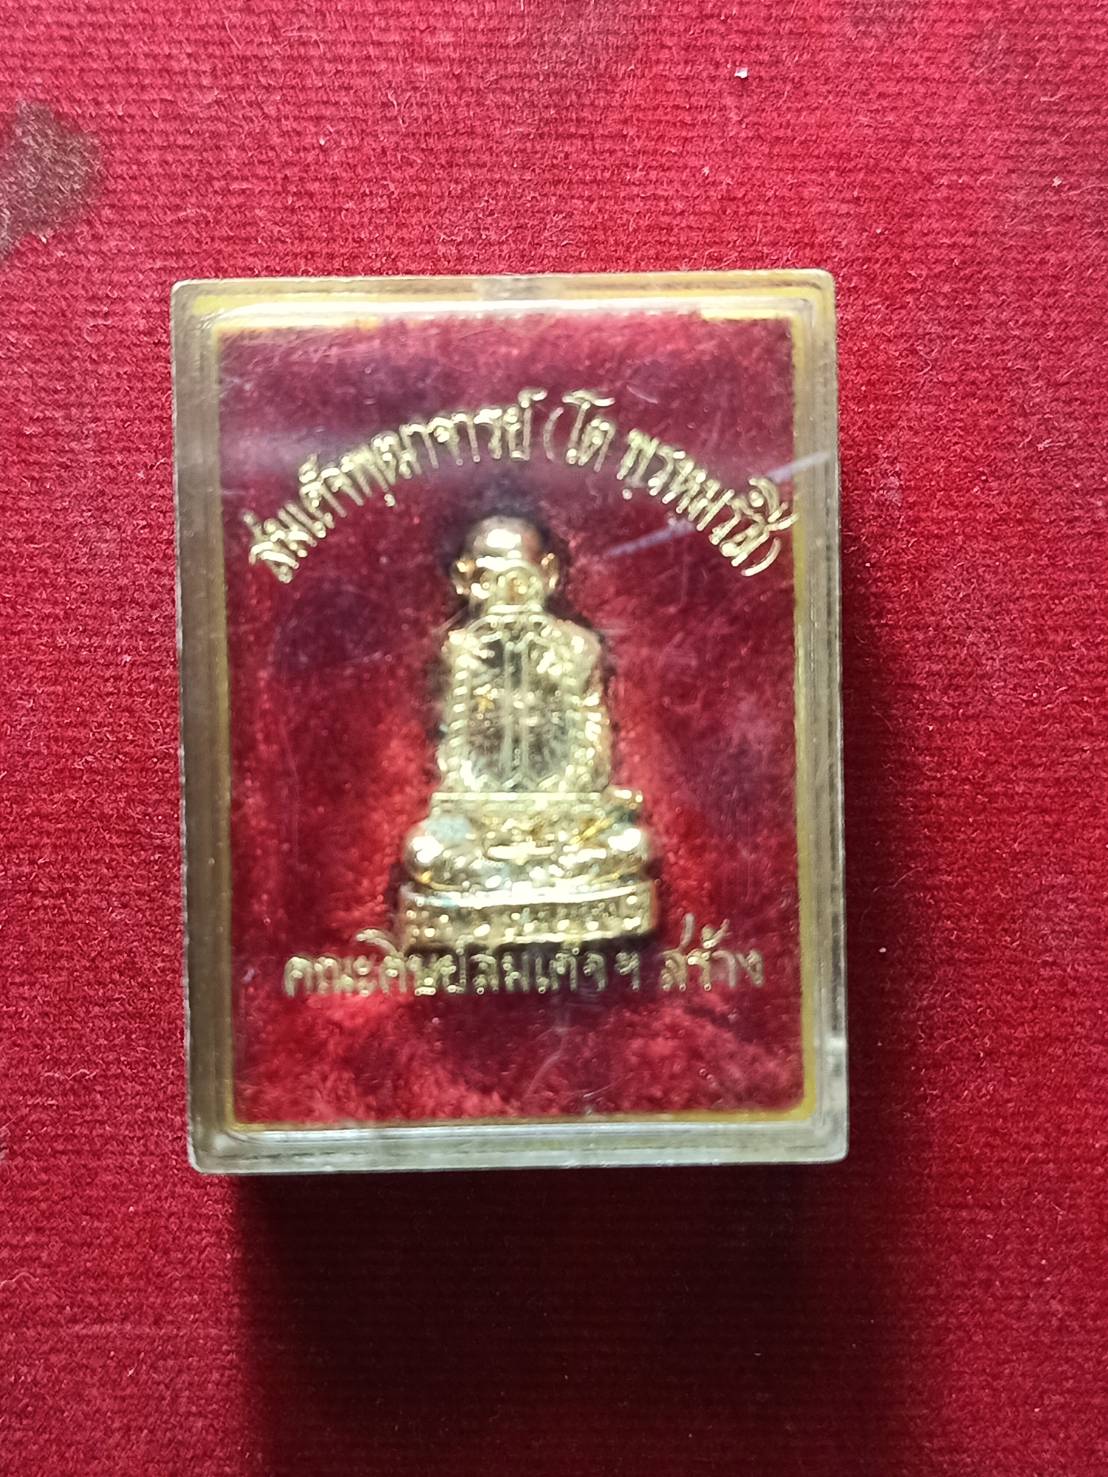 สมเด็จพุฒาจารย์ (โต พฺรหฺมรํสี)
คณะศิษย์สมเด็จฯ สร้าง